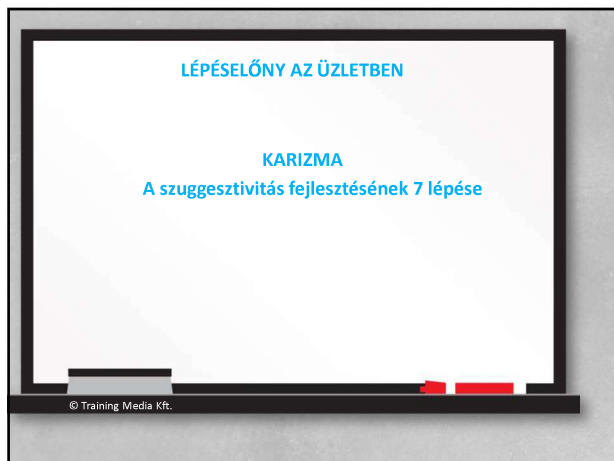 LÉPÉSELŐNY AZ ÜZLETBEN
KARIZMA
A szuggesztivitás fejlesztésének 7 lépése
© Training Media Kft.